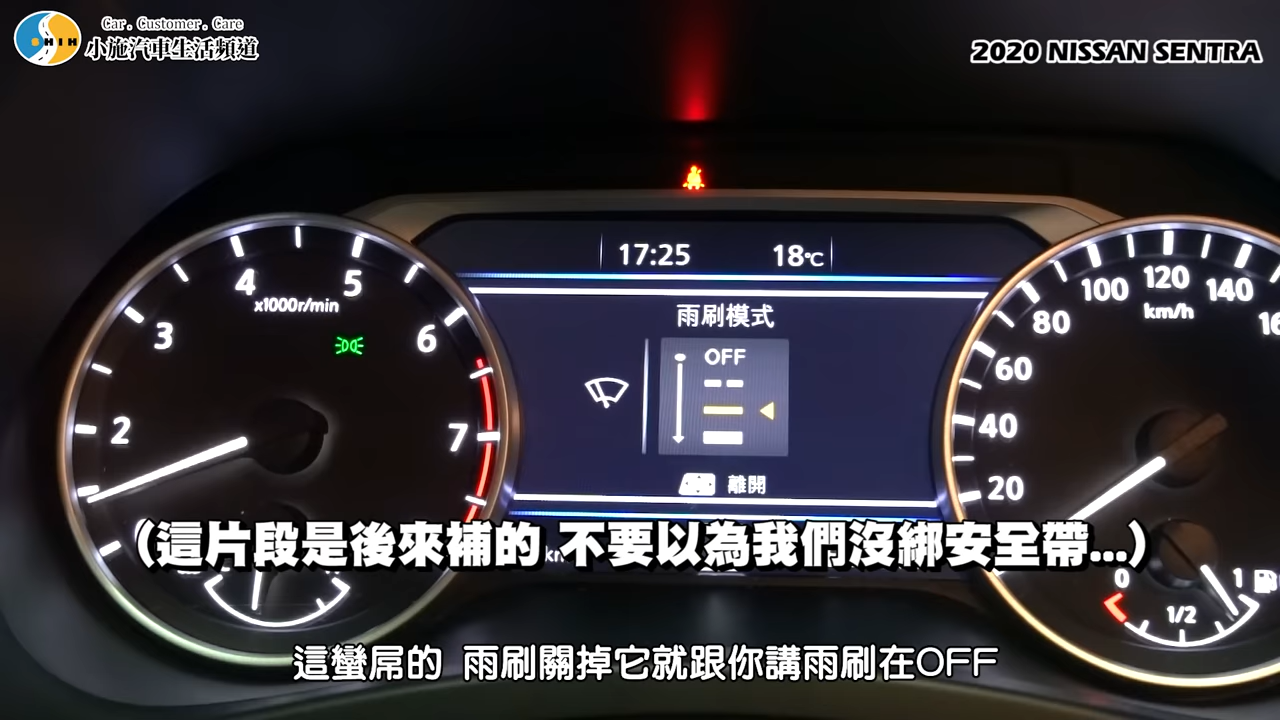 Car. Customer. Care
SHIH
小施汽車生活頻道
2020 NISSAN SENTRA
17:25 18℃
雨刷模式
OFF
離開
x1000r/min
2
3
4
5
6
7
20
40
60
80
100
120
140
km/h
0
1/2
1
(這片段是後來補的 不要以為我們沒綁安全帶...)
這蠻屌的 雨刷關掉它就跟你講雨刷在OFF